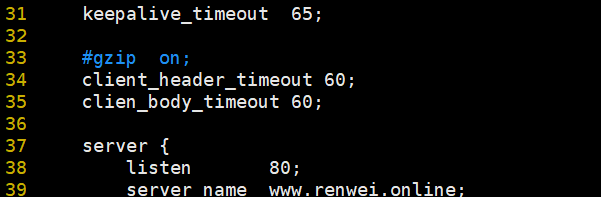 31     keepalive_timeout  65;
32
33     #gzip  on;
34     client_header_timeout 60;
35     clien_body_timeout 60;
36
37     server {
38         listen       80;
39         server_name  www.renwei.online;